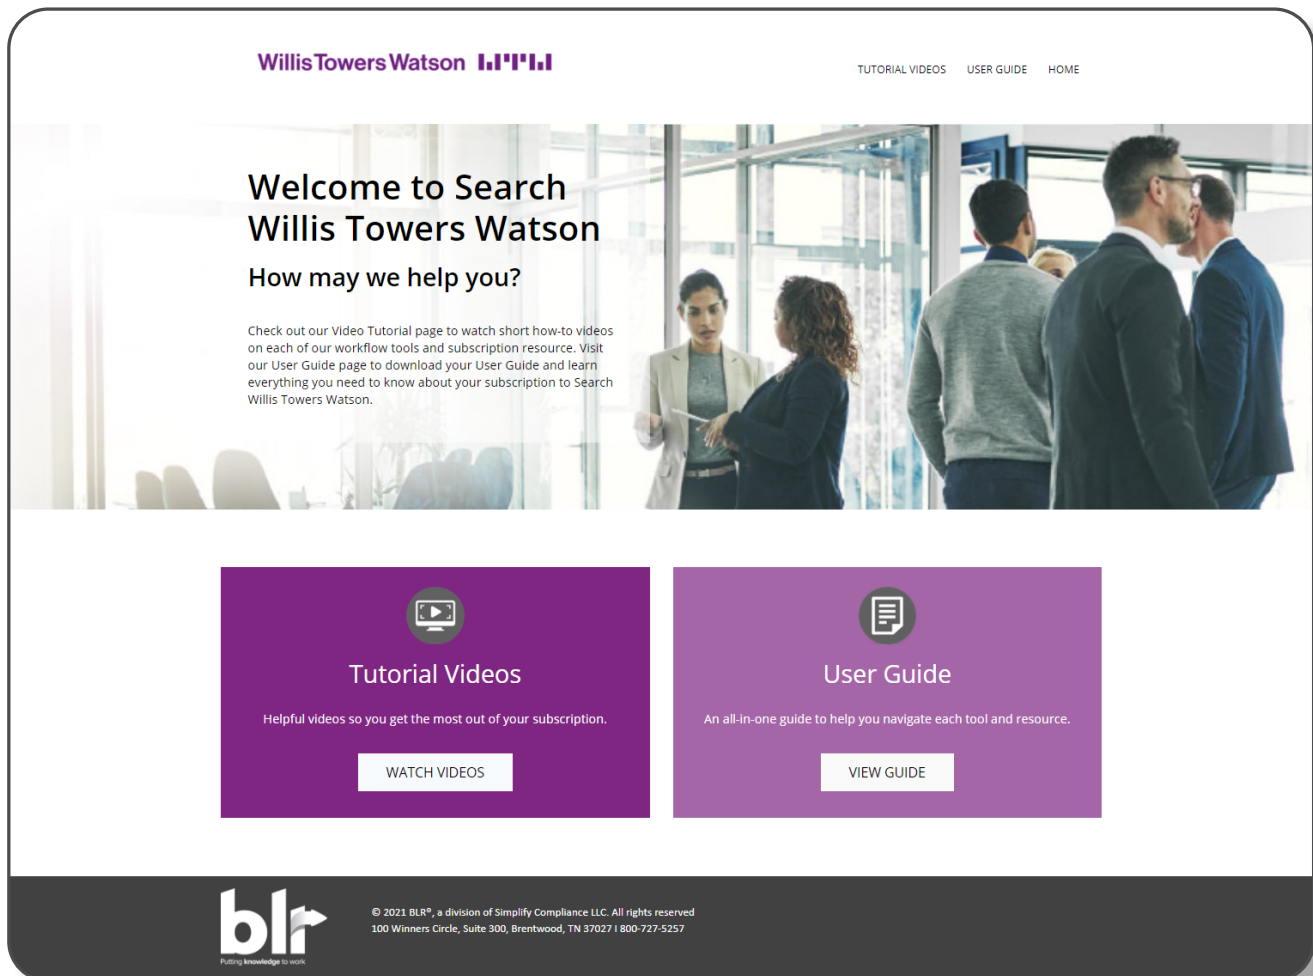 Willis Towers Watson
TUTORIAL VIDEOS
USER GUIDE
HOME
Welcome to Search
Willis Towers Watson
How may we help you?
Check out our Video Tutorial page to watch short how-to videos
on each of our workflow tools and subscription resource. Visit
our User Guide page to download your User Guide and learn
everything you need to know about your subscription to Search
Willis Towers Watson.
Tutorial Videos
Helpful videos so you get the most out of your subscription.
WATCH VIDEOS
User Guide
An all-in-one guide to help you navigate each tool and resource.
VIEW GUIDE
blr
Putting knowledge to work
© 2021 BLR®, a division of Simplify Compliance LLC. All rights reserved
100 Winners Circle, Suite 300, Brentwood, TN 37027 I 800-727-5257